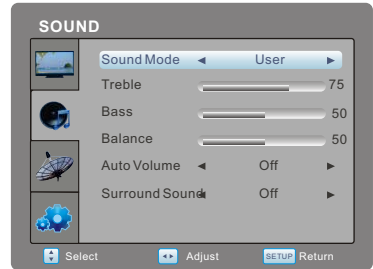 SOUND
Sound Mode ◄ User ►
Treble 75
Bass 50
Balance 50
Auto Volume ◄ Off ►
Surround Sound ◄ Off ►
Select Adjust SETUP Return